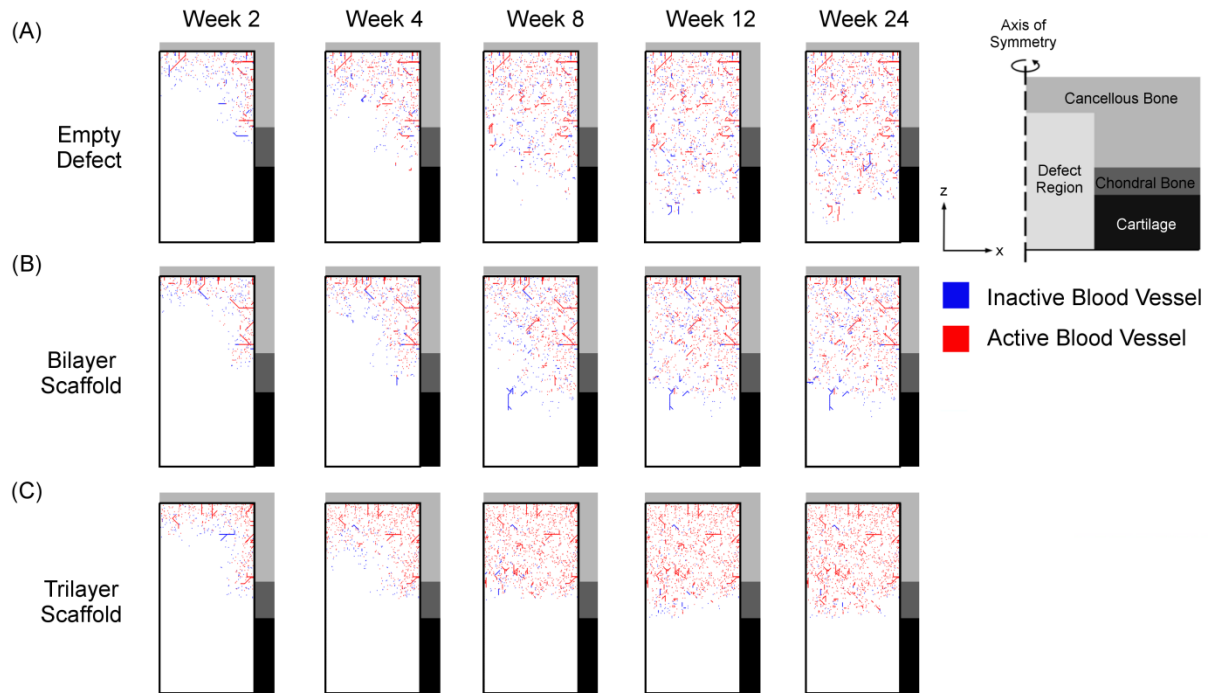 Week 2 Week 4 Week 8 Week 12 Week 24
(A)
Empty
Defect
(B)
Bilayer
Scaffold
(C)
Trilayer
Scaffold
Axis of
Symmetry
Cancellous Bone
Defect
Region
Chondral Bone
Cartilage
z
x
Inactive Blood Vessel
Active Blood Vessel